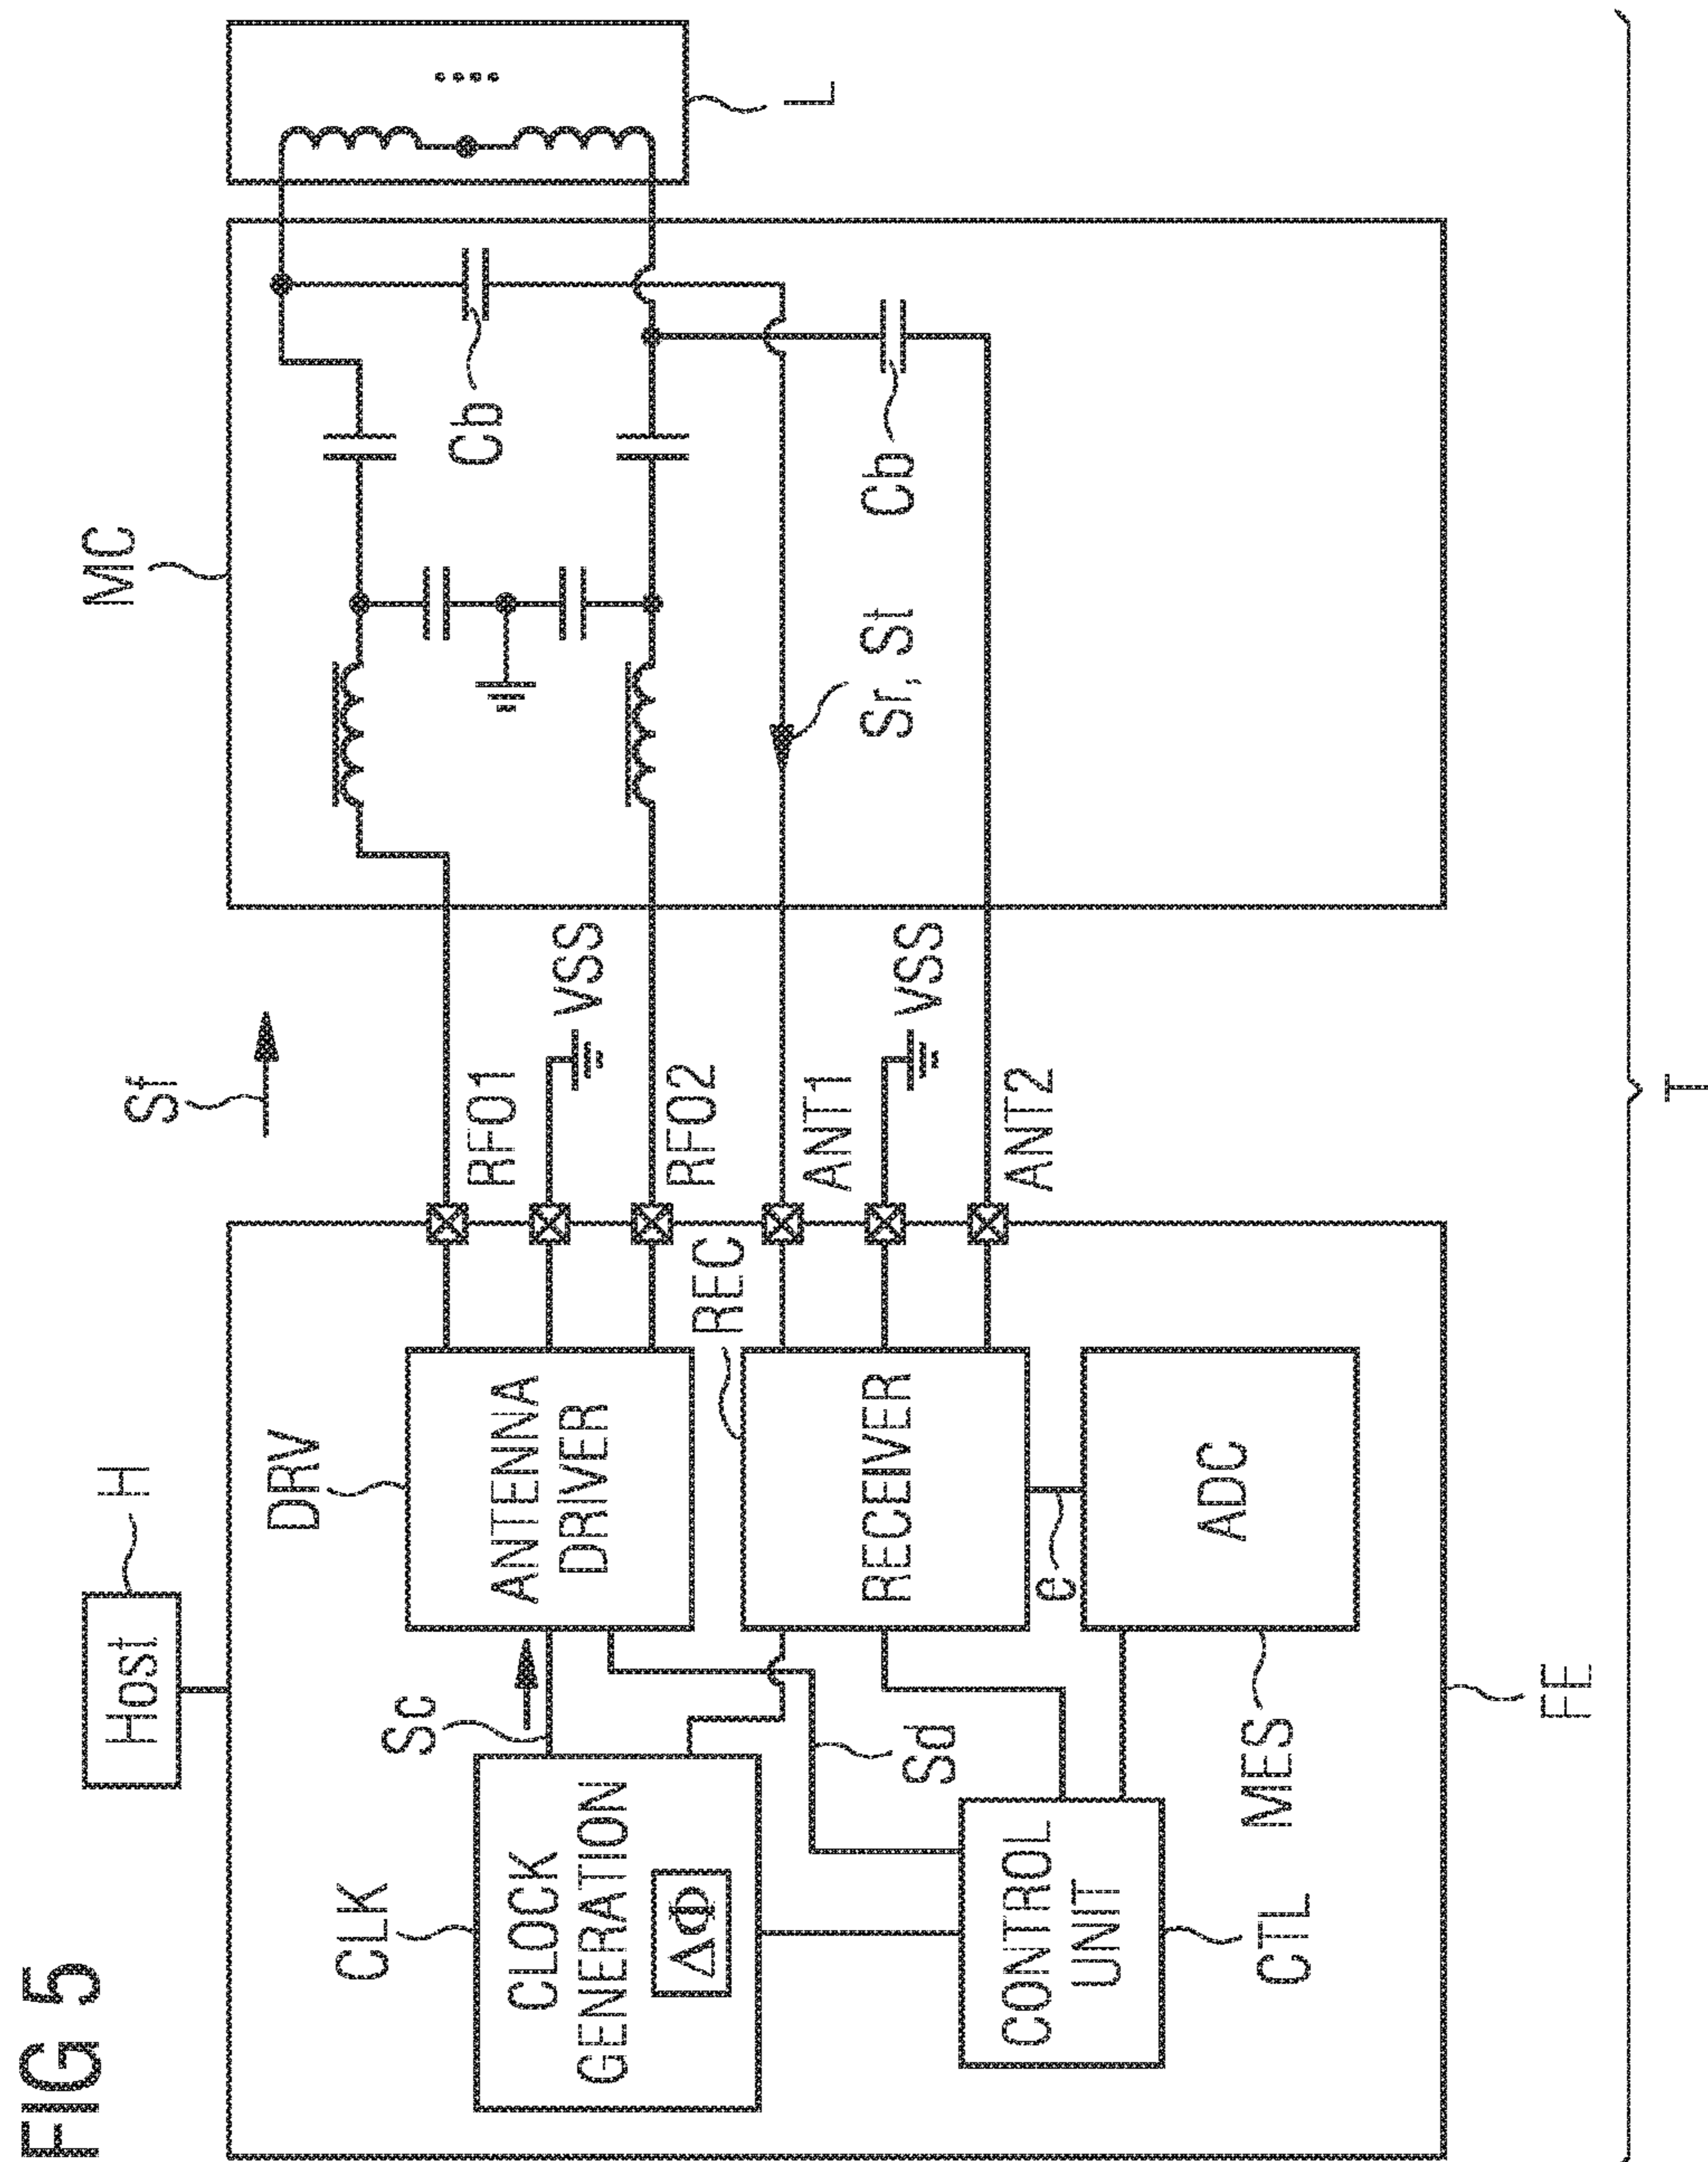 FIG 5
Host
H
MC
St
CLK
CLOCK
GENERATION
ΔΦ
Sc
DRV
ANTENNA
DRIVER
REC
RECEIVER
Sd
CONTROL
UNIT
CTL
e
ADC
MES
FE
RFO1
VSS
RFO2
ANT1
VSS
ANT2
Cb
Sr, St
Cb
L
T